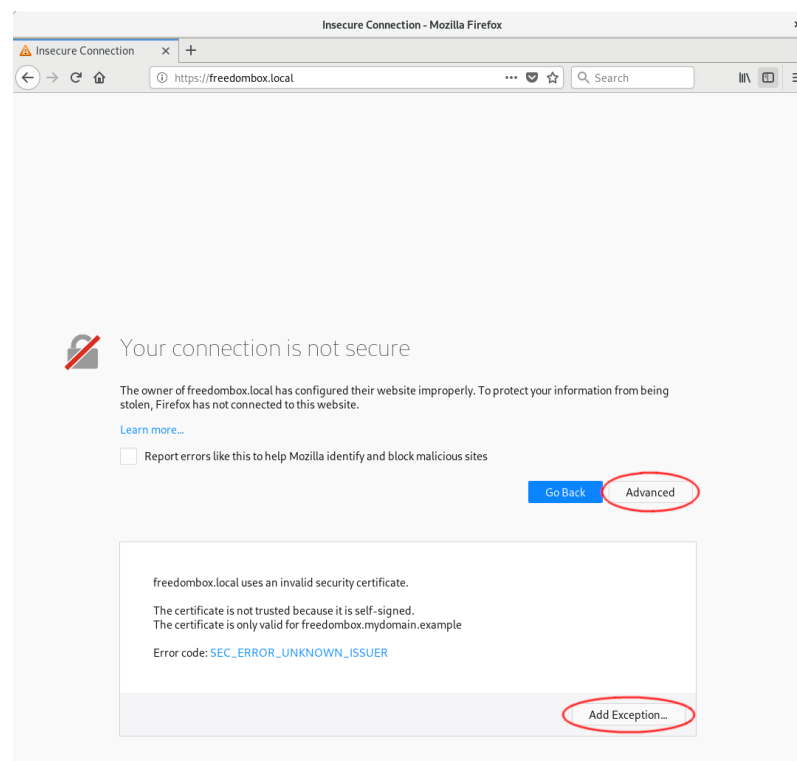 Insecure Connection - Mozilla Firefox
Insecure Connection
https://freedombox.local
Search
Your connection is not secure
The owner of freedombox.local has configured their website improperly. To protect your information from being
stolen, Firefox has not connected to this website.
Learn more...
Report errors like this to help Mozilla identify and block malicious sites
Go Back
Advanced
freedombox.local uses an invalid security certificate.
The certificate is not trusted because it is self-signed.
The certificate is only valid for freedombox.mydomain.example
Error code: SEC_ERROR_UNKNOWN_ISSUER
Add Exception...